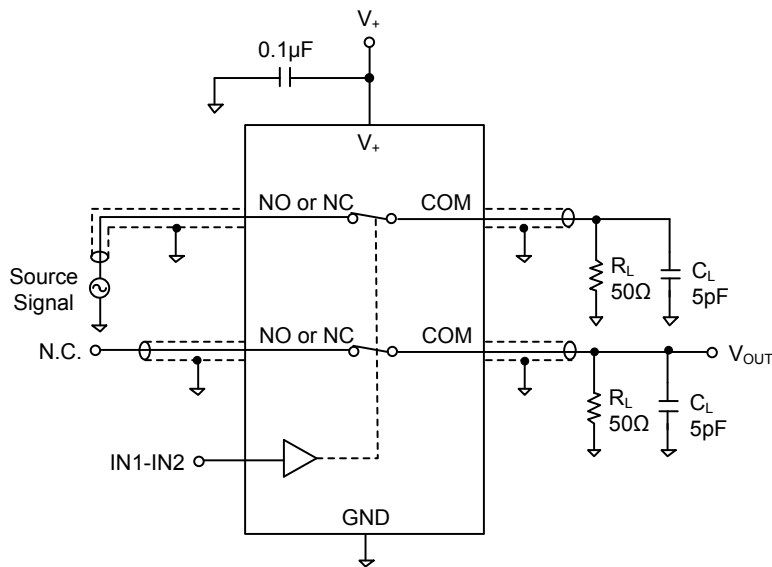 V+
0.1µF
V+
NO or NC
COM
Source
Signal
RL
50Ω
CL
5pF
N.C.
NO or NC
COM
VOUT
RL
50Ω
CL
5pF
IN1-IN2
GND